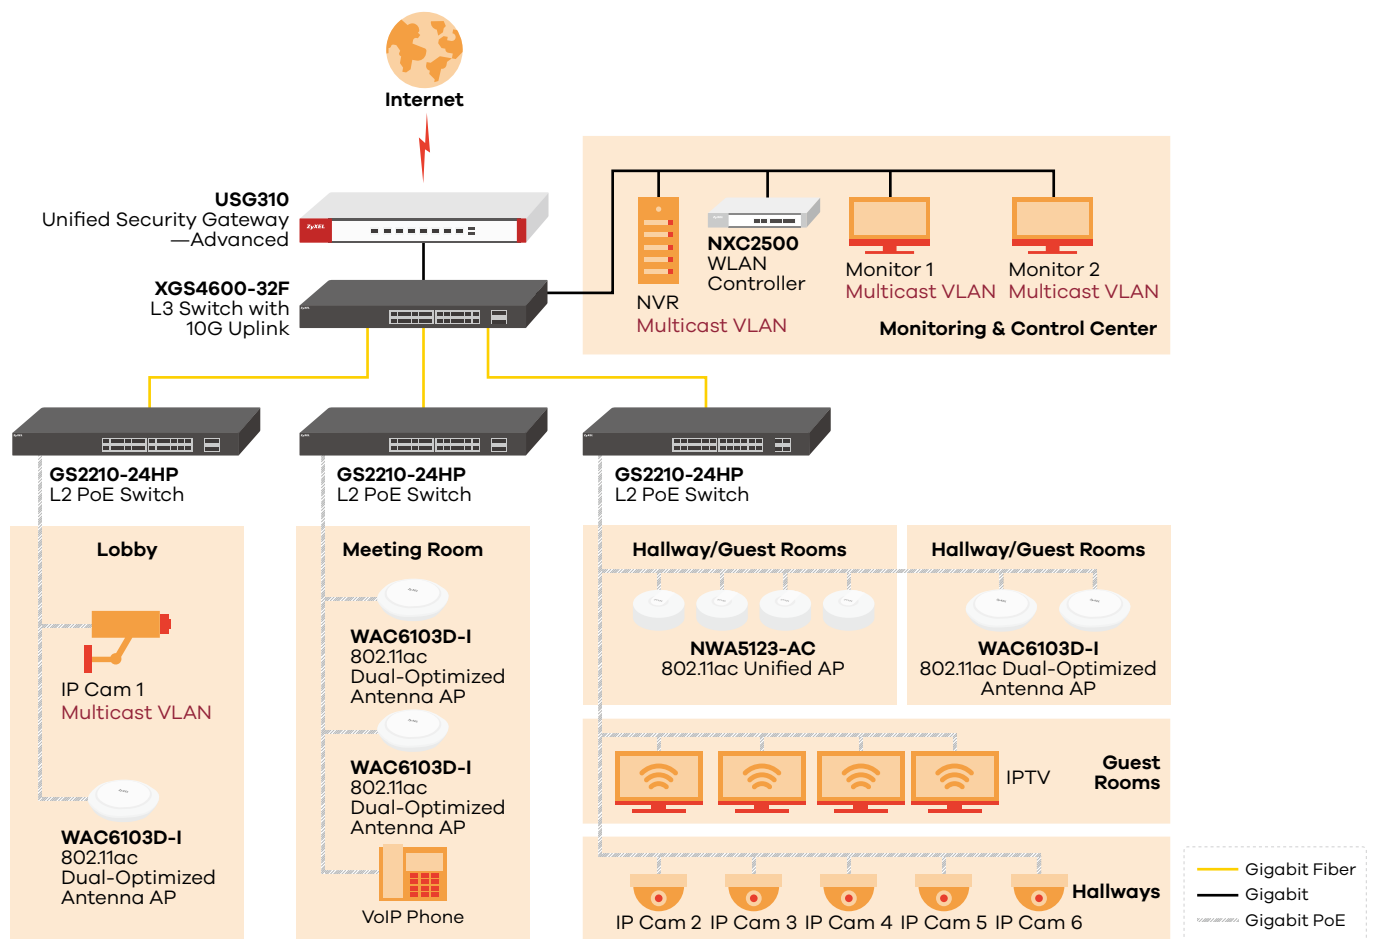 Internet
USG310
Unified Security Gateway
—Advanced
ZyXEL
XGS4600-32F
L3 Switch with
10G Uplink
NVR
Multicast VLAN
NXC2500
WLAN
Controller
Monitor 1
Multicast VLAN
Monitor 2
Multicast VLAN
Monitoring & Control Center
GS2210-24HP
L2 PoE Switch
GS2210-24HP
L2 PoE Switch
GS2210-24HP
L2 PoE Switch
Lobby
IP Cam 1
Multicast VLAN
WAC6103D-I
802.11ac
Dual-Optimized
Antenna AP
Meeting Room
WAC6103D-I
802.11ac
Dual-Optimized
Antenna AP
WAC6103D-I
802.11ac
Dual-Optimized
Antenna AP
VoIP Phone
Hallway/Guest Rooms
NWA5123-AC
802.11ac Unified AP
Hallway/Guest Rooms
WAC6103D-I
802.11ac Dual-Optimized
Antenna AP
IPTV
Guest
Rooms
IP Cam 2
IP Cam 3
IP Cam 4
IP Cam 5
IP Cam 6
Hallways
Gigabit Fiber
Gigabit
Gigabit PoE